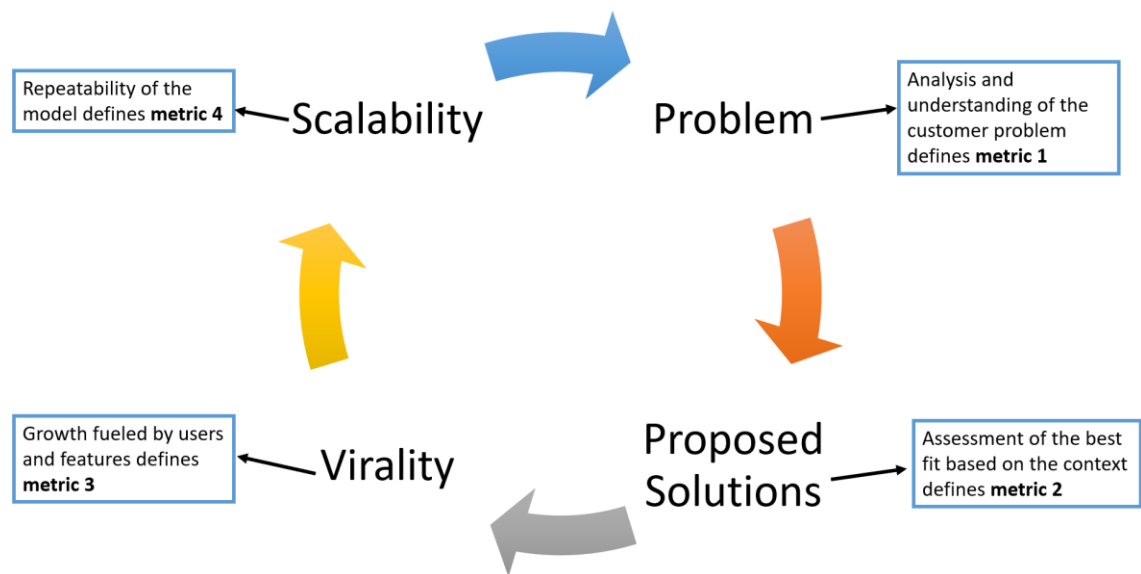 Repeatability of the
model defines metric 4
Scalability
Problem
Analysis and
understanding of the
customer problem
defines metric 1
Growth fueled by users
and features defines
metric 3
Virality
Proposed
Solutions
Assessment of the best
fit based on the context
defines metric 2